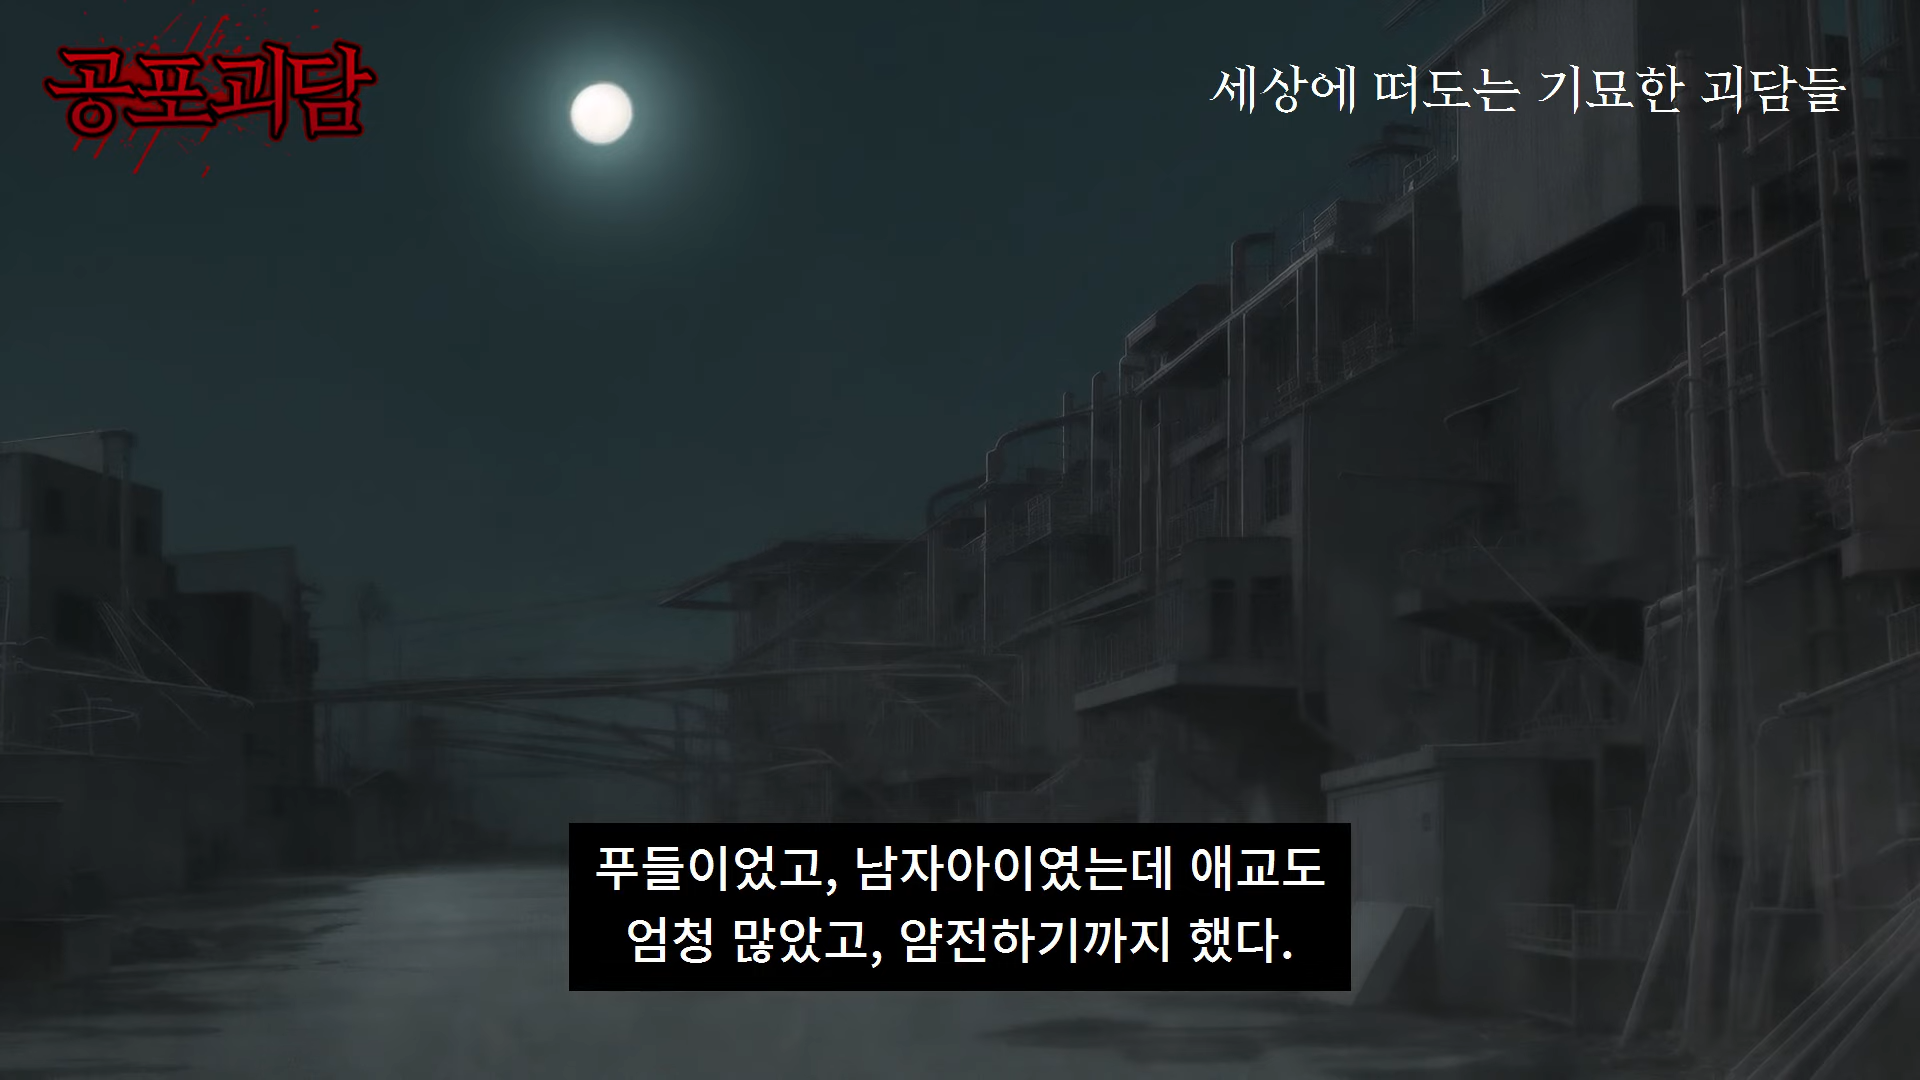 공포괴담
세상에 떠도는 기묘한 괴담들
푸들이었고, 남자아이였는데 애교도
엄청 많았고, 얌전하기까지 했다.